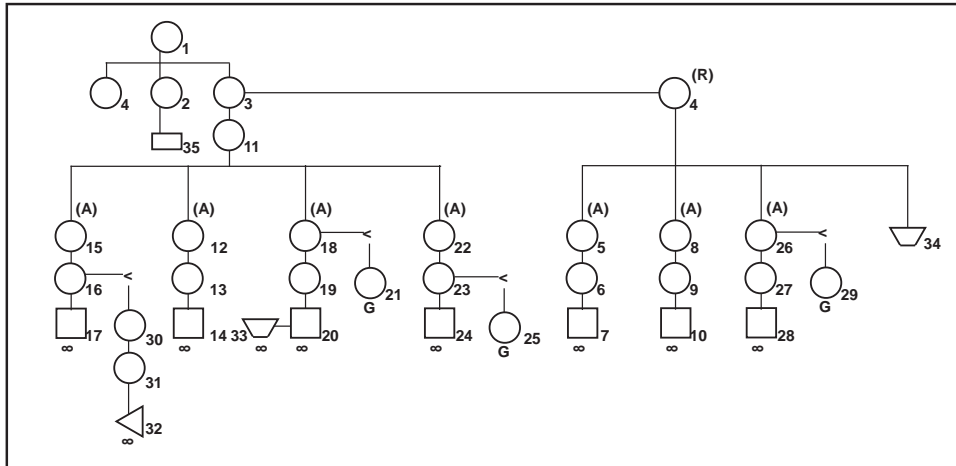 1
(R)
4 2 3 4
35 11
(A) (A) (A) (A) (A) (A) (A)
15 12 18 < 22 5 8 26 < 34
16 < 13 19 21 23 < 6 9 27 29
G G
17 30 14 33 20 24 25 7 10 28
∞ ∞ ∞ ∞ G ∞ ∞ ∞
31
32
∞